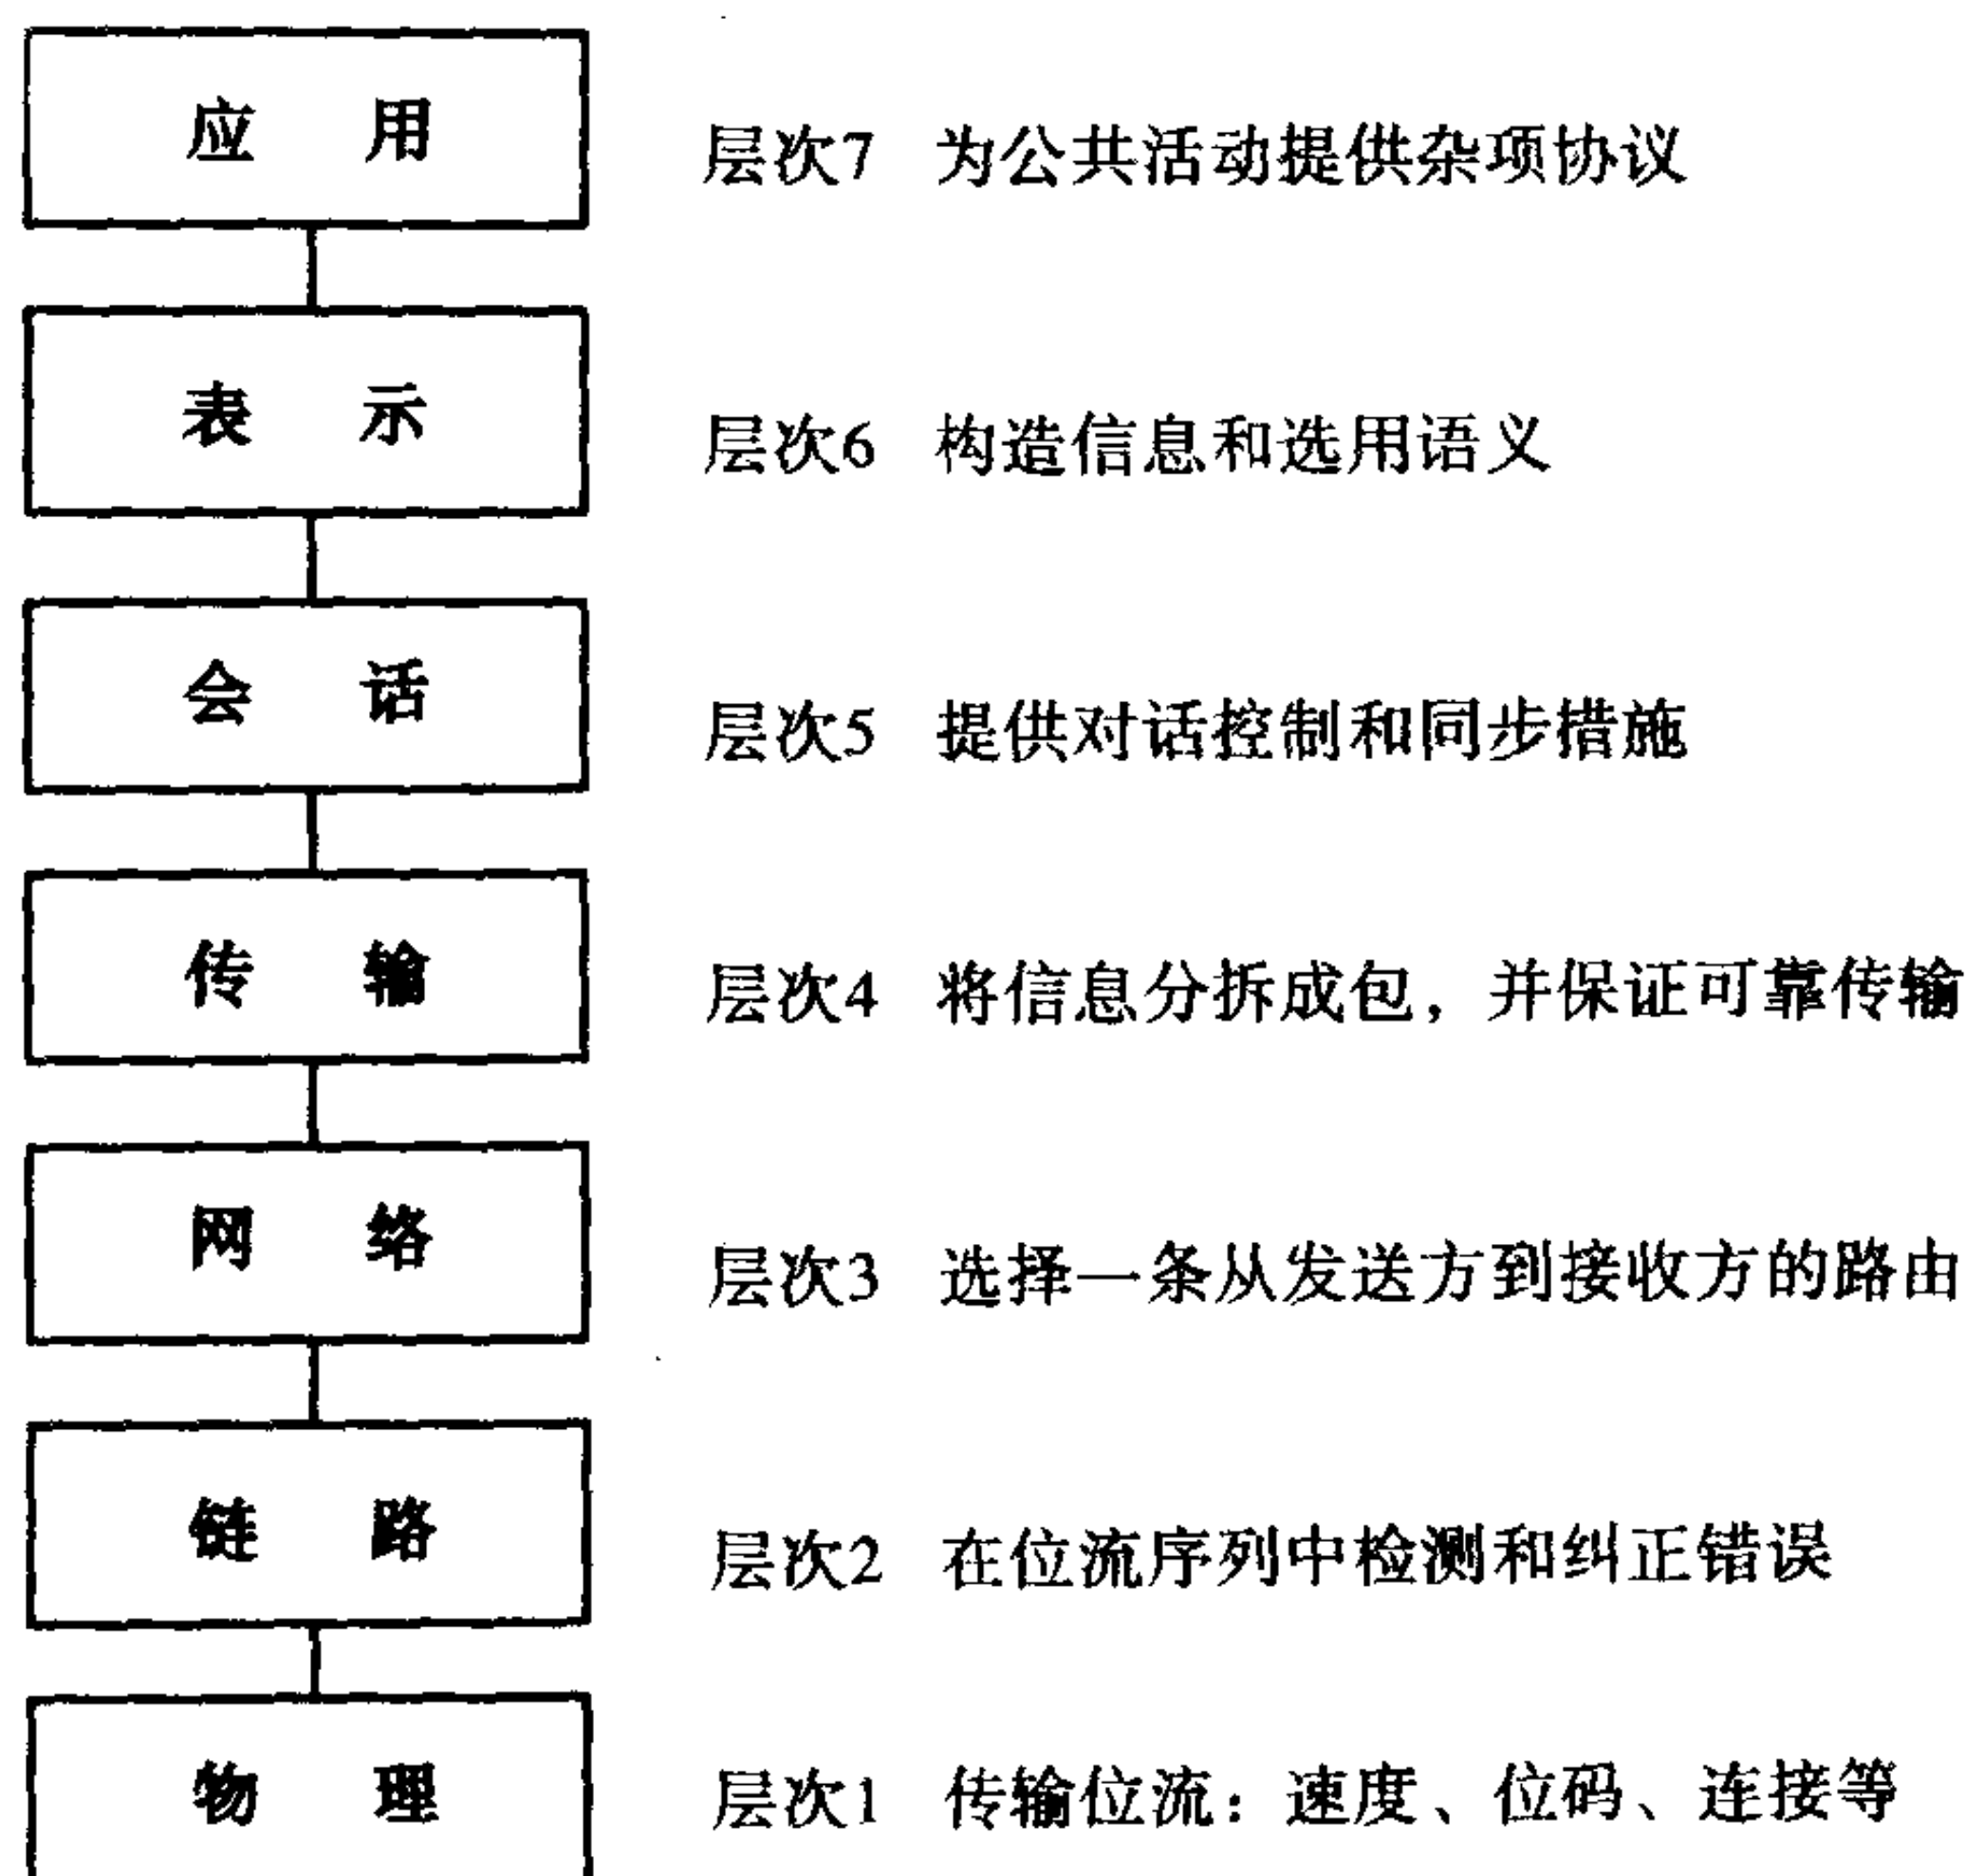 应 用
层次7 为公共活动提供杂项协议
表 示
层次6 构造信息和选用语义
会 话
层次5 提供对话控制和同步措施
传 输
层次4 将信息分拆成包，并保证可靠传输
网 络
层次3 选择一条从发送方到接收方的路由
链 路
层次2 在位流序列中检测和纠正错误
物 理
层次1 传输位流：速度、位码、连接等